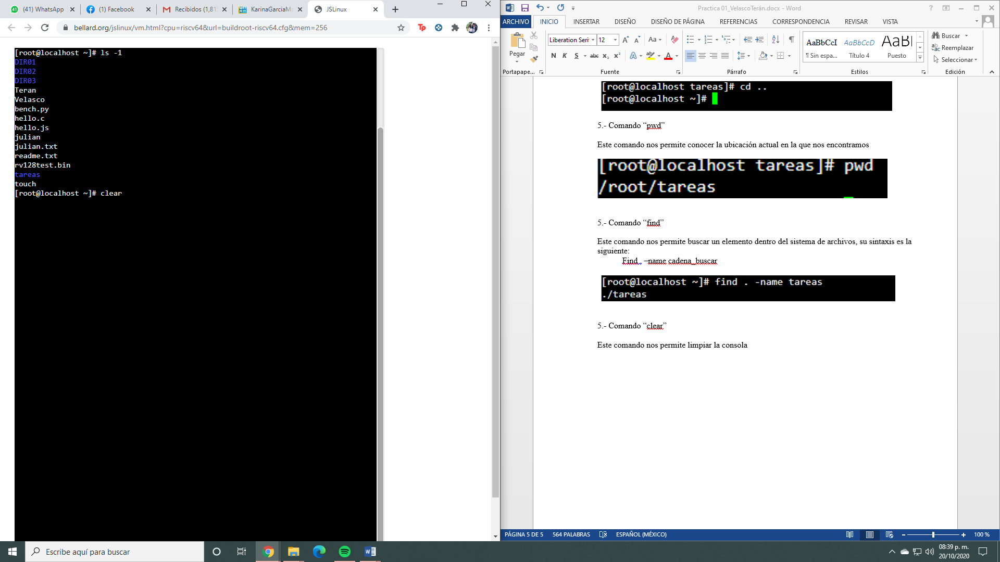 (41) WhatsApp
(1) Facebook
Recibidos (1,81
KarinaGarciaMo
JSLinux
bellard.org/jslinux/vm.html?cpu=riscv64&url=buildroot-riscv64.cfg&mem=256
[root@localhost ~]# ls -1
DIR01
DIR02
DIR03
Teran
Velasco
bench.py
hello.c
hello.js
julian
julian.txt
readme.txt
rv128test.bin
tareas
touch
[root@localhost ~]# clear
Practica 01_VelascoTerán.docx - Word
ARCHIVO INICIO INSERTAR DISEÑO DISEÑO DE PÁGINA REFERENCIAS CORRESPONDENCIA REVISAR VISTA
Pegar
Liberation Seri 12
Aa
N K S abc x₂ x²
A A
AaBbCcI AaBbCcD AaBl
¶ Sin espa... Título 4 Puesto
Buscar
Reemplazar
Seleccionar
Portapape... Fuente Párrafo Estilos Edición
[root@localhost tareas]# cd ..
[root@localhost ~]#
5.- Comando “pwd”
Este comando nos permite conocer la ubicación actual en la que nos encontramos
[root@localhost tareas]# pwd
/root/tareas
5.- Comando “find”
Este comando nos permite buscar un elemento dentro del sistema de archivos, su sintaxis es la
siguiente:
Find . –name cadena_buscar
[root@localhost ~]# find . -name tareas
./tareas
5.- Comando “clear”
Este comando nos permite limpiar la consola
PÁGINA 5 DE 5 564 PALABRAS ESPAÑOL (MÉXICO) 100 %
Escribe aquí para buscar
08:39 p. m.
20/10/2020